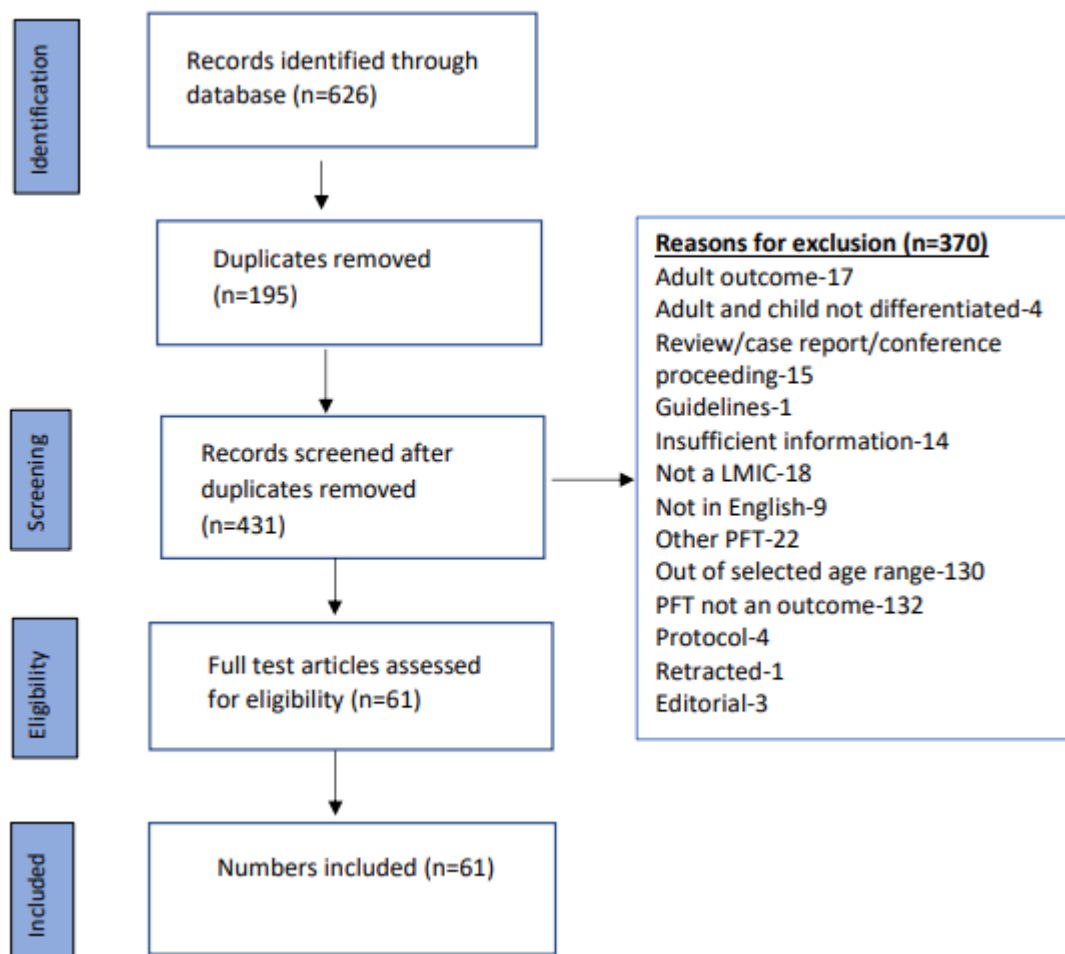 Identification
Records identified through
database (n=626)
Duplicates removed
(n=195)
Screening
Records screened after
duplicates removed
(n=431)
Reasons for exclusion (n=370)
Adult outcome-17
Adult and child not differentiated-4
Review/case report/conference
proceeding-15
Guidelines-1
Insufficient information-14
Not a LMIC-18
Not in English-9
Other PFT-22
Out of selected age range-130
PFT not an outcome-132
Protocol-4
Retracted-1
Editorial-3
Eligibility
Full test articles assessed
for eligibility (n=61)
Included
Numbers included (n=61)